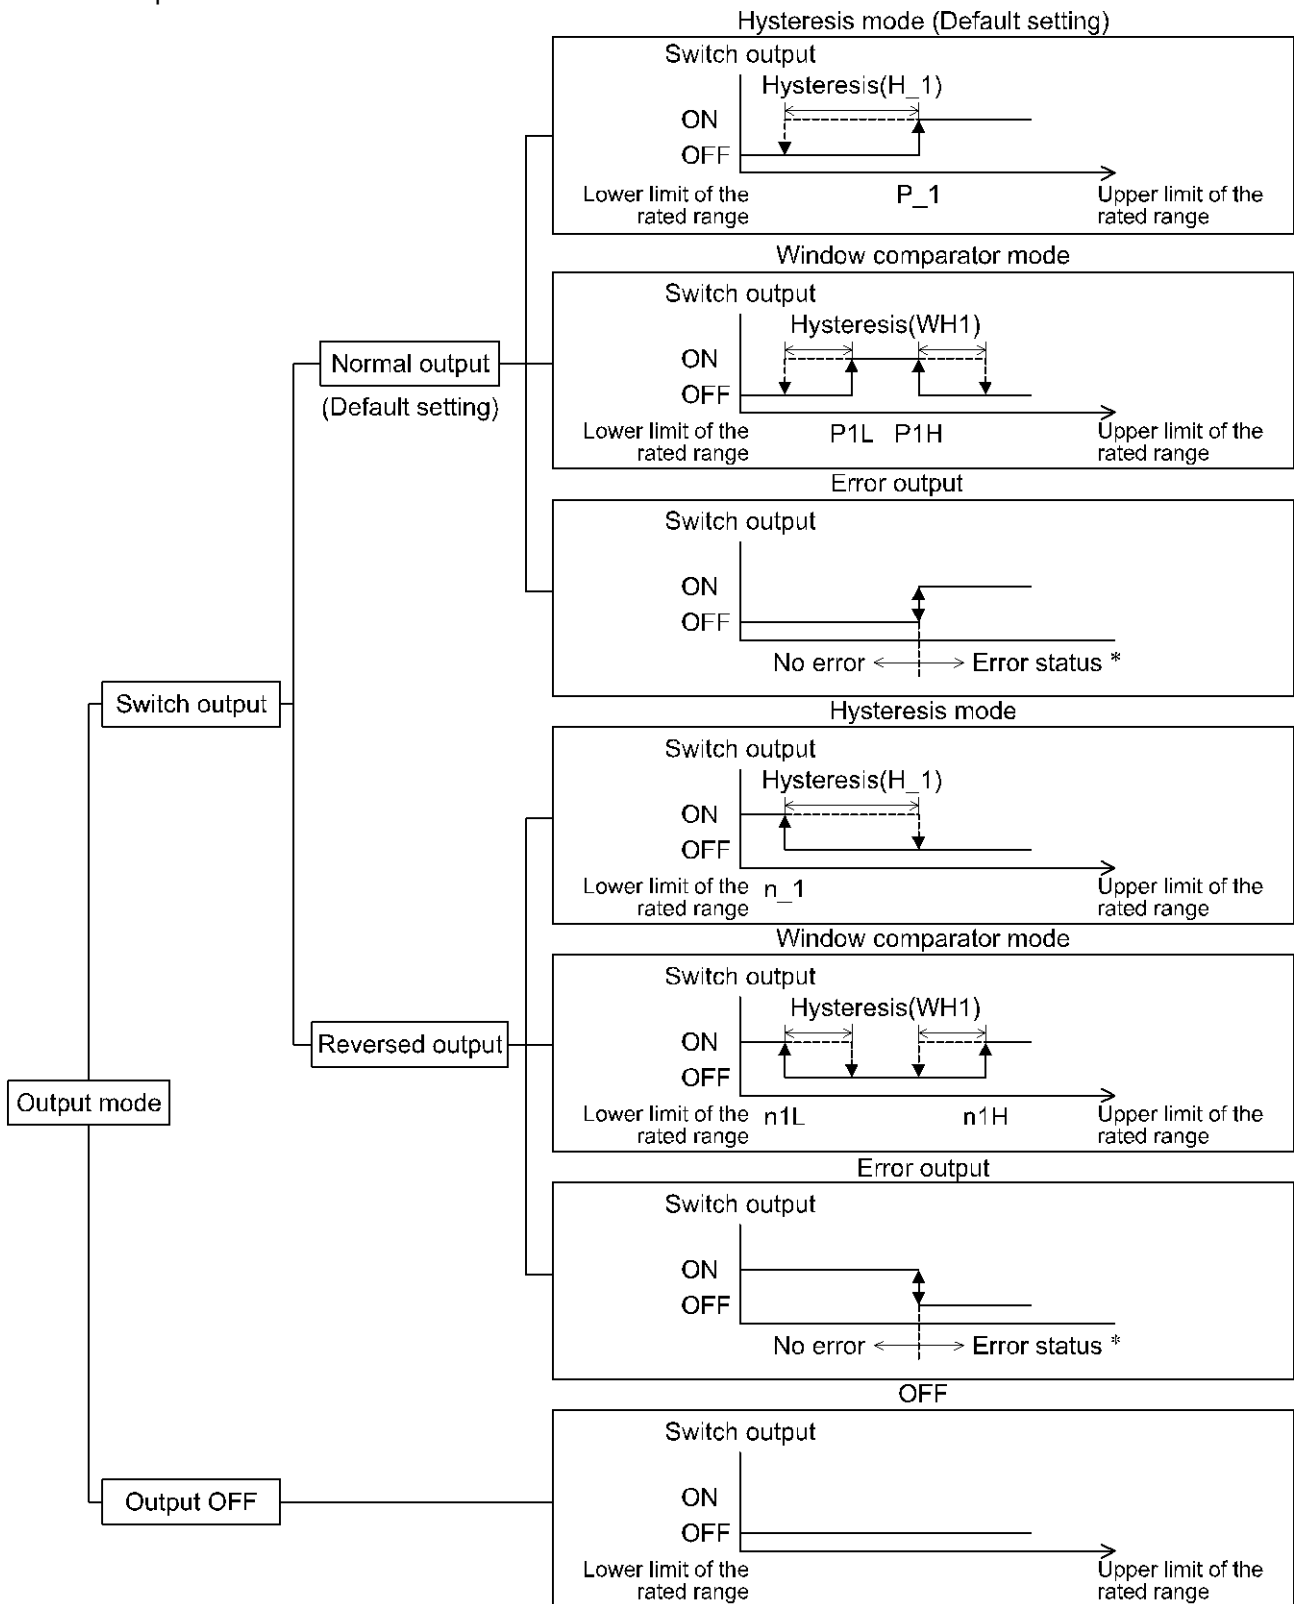 Hysteresis mode (Default setting)
Switch output
Hysteresis(H_1)
ON
OFF
Lower limit of the
rated range
P_1
Upper limit of the
rated range
Window comparator mode
Switch output
Hysteresis(WH1)
ON
OFF
Lower limit of the
rated range
P1L P1H
Upper limit of the
rated range
Normal output
(Default setting)
Error output
Switch output
ON
OFF
No error
Error status *
Switch output
Hysteresis mode
Switch output
Hysteresis(H_1)
ON
OFF
Lower limit of the
rated range
n_1
Upper limit of the
rated range
Window comparator mode
Switch output
Hysteresis(WH1)
ON
OFF
Lower limit of the
rated range
n1L
n1H
Upper limit of the
rated range
Reversed output
Output mode
Error output
Switch output
ON
OFF
No error
Error status *
OFF
Switch output
ON
OFF
Lower limit of the
rated range
Upper limit of the
rated range
Output OFF